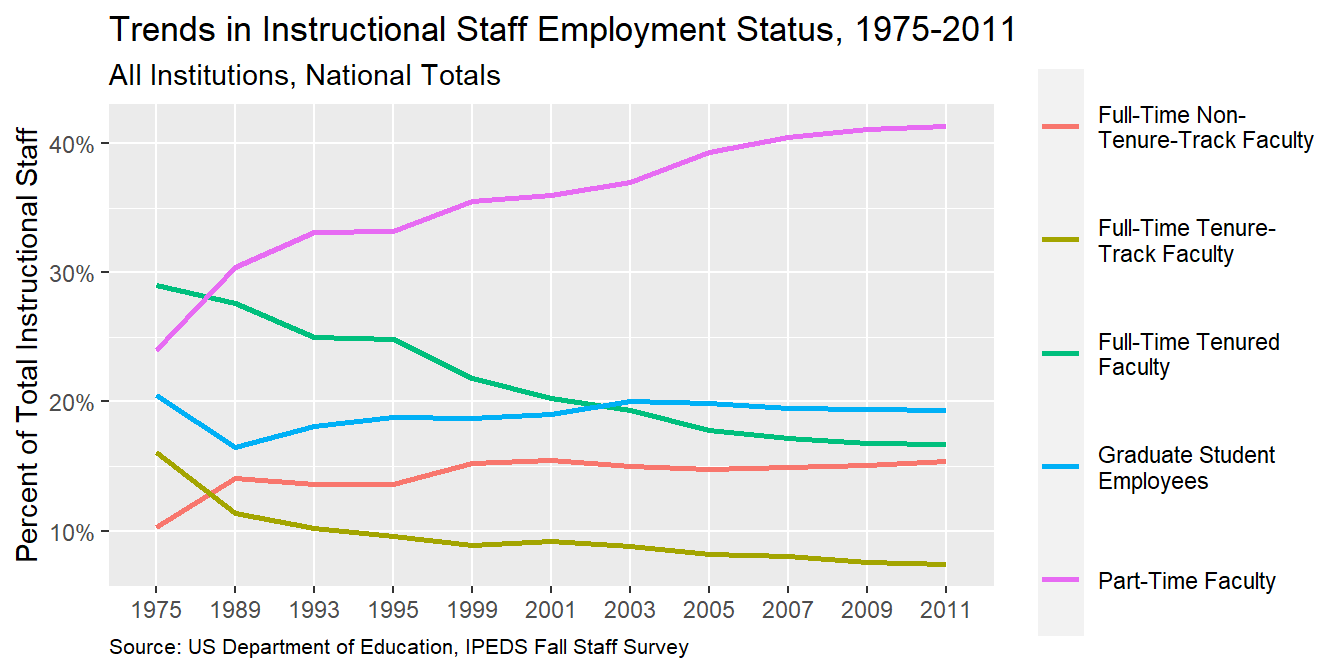 Trends in Instructional Staff Employment Status, 1975-2011
All Institutions, National Totals
Percent of Total Instructional Staff
40%
30%
20%
10%
1975 1989 1993 1995 1999 2001 2003 2005 2007 2009 2011
Full-Time Non-
Tenure-Track Faculty
Full-Time Tenure-
Track Faculty
Full-Time Tenured
Faculty
Graduate Student
Employees
Part-Time Faculty
Source: US Department of Education, IPEDS Fall Staff Survey